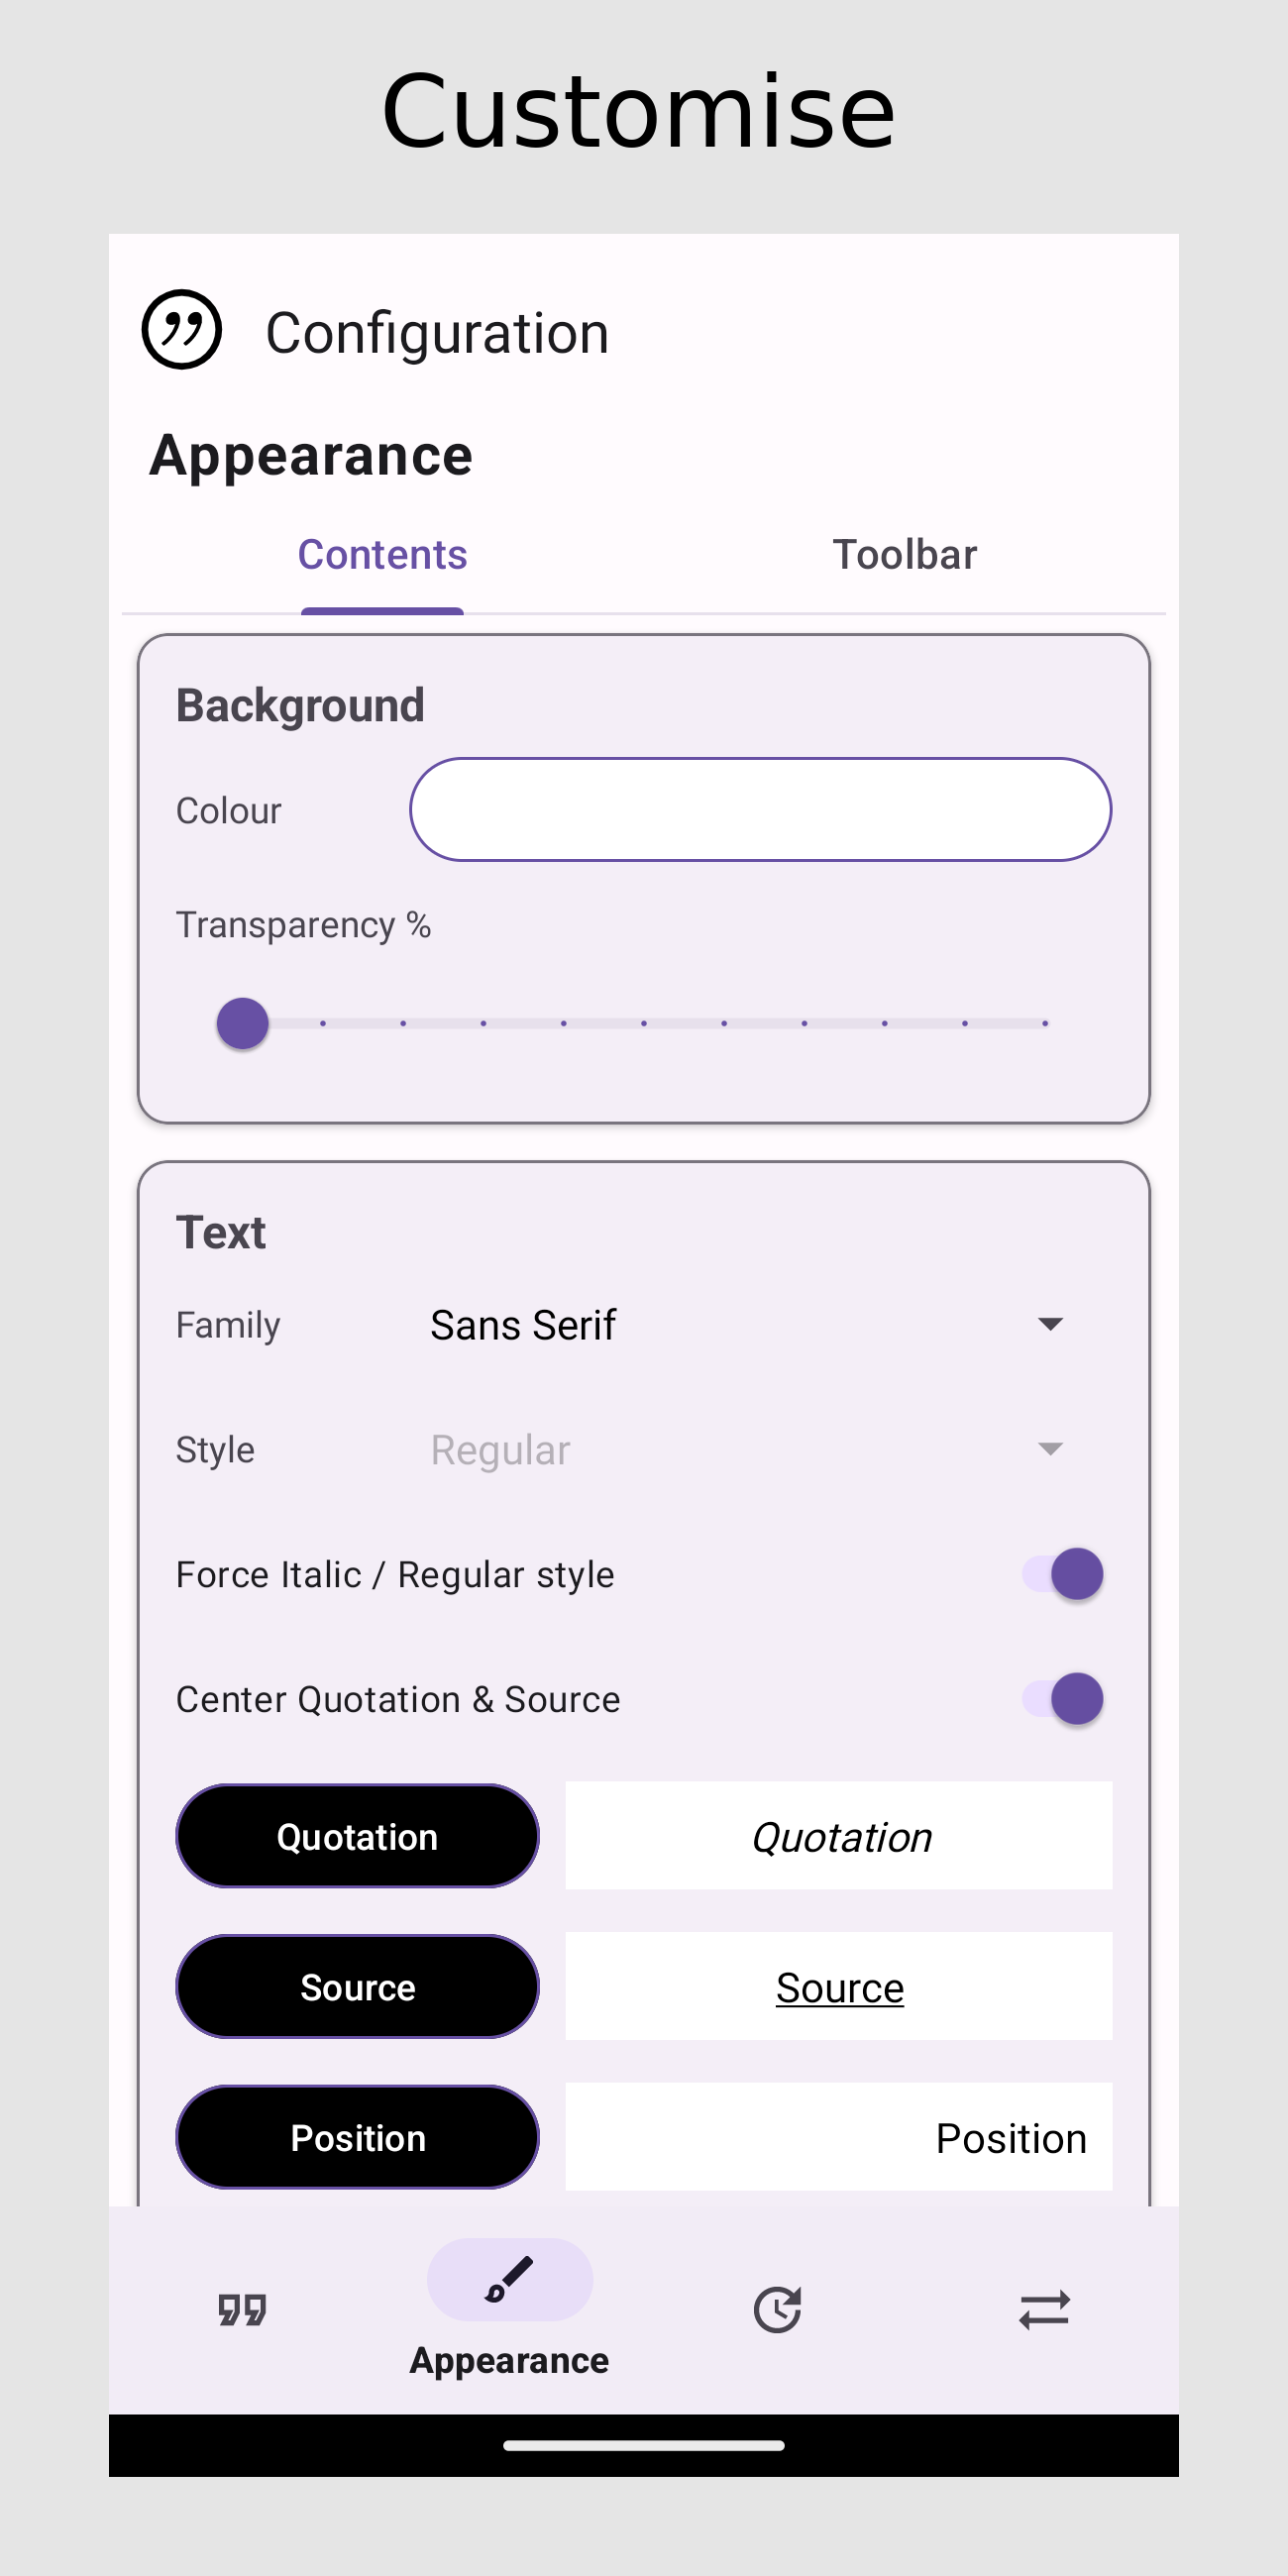 Customise
Configuration
Appearance
Contents Toolbar
Background
Colour
Transparency %
Text
Family Sans Serif
Style Regular
Force Italic / Regular style
Center Quotation & Source
Quotation Quotation
Source Source
Position Position
Appearance